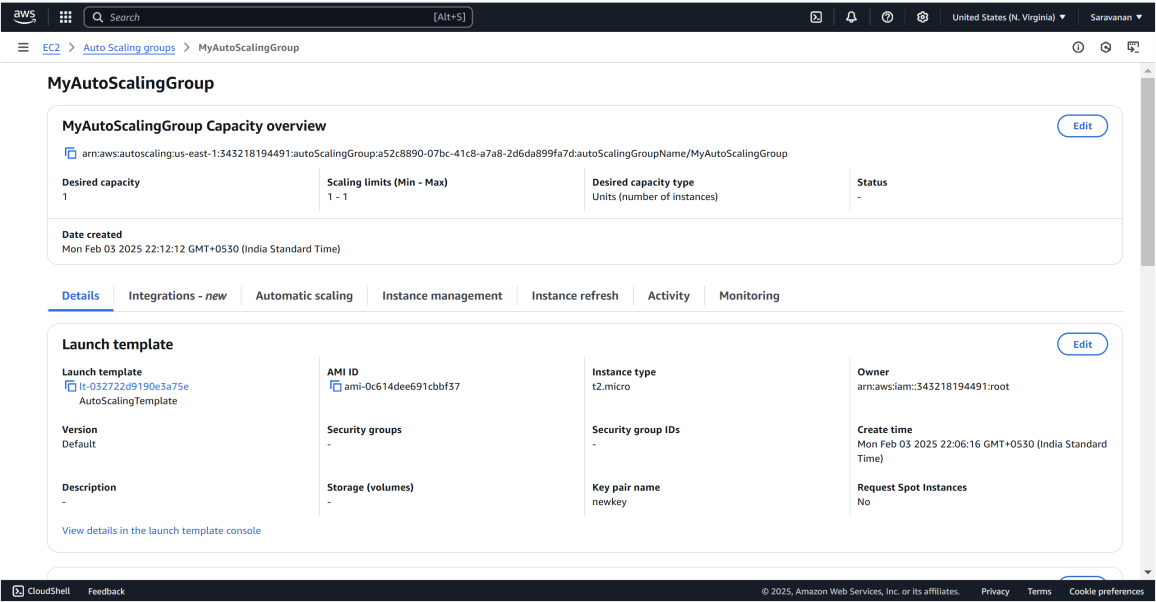 aws
Search [Alt+S]
United States (N. Virginia) ▼
Saravanan ▼
EC2 > Auto Scaling groups > MyAutoScalingGroup
MyAutoScalingGroup
MyAutoScalingGroup Capacity overview
Edit
arn:aws:autoscaling:us-east-1:343218194491:autoScalingGroup:a52c8890-07bc-41c8-a7a8-2d6da899fa7d:autoScalingGroupName/MyAutoScalingGroup
Desired capacity
1
Scaling limits (Min - Max)
1 - 1
Desired capacity type
Units (number of instances)
Status
-
Date created
Mon Feb 03 2025 22:12:12 GMT+0530 (India Standard Time)
Details
Integrations - new
Automatic scaling
Instance management
Instance refresh
Activity
Monitoring
Launch template
Edit
Launch template
lt-032722d9190e3a75e
AutoScalingTemplate
AMI ID
ami-0c614dee691cbbf37
Instance type
t2.micro
Owner
arn:aws:iam::343218194491:root
Version
Default
Security groups
-
Security group IDs
-
Create time
Mon Feb 03 2025 22:06:16 GMT+0530 (India Standard
Time)
Description
-
Storage (volumes)
-
Key pair name
newkey
Request Spot Instances
No
View details in the launch template console
CloudShell
Feedback
© 2025, Amazon Web Services, Inc. or its affiliates.
Privacy
Terms
Cookie preferences